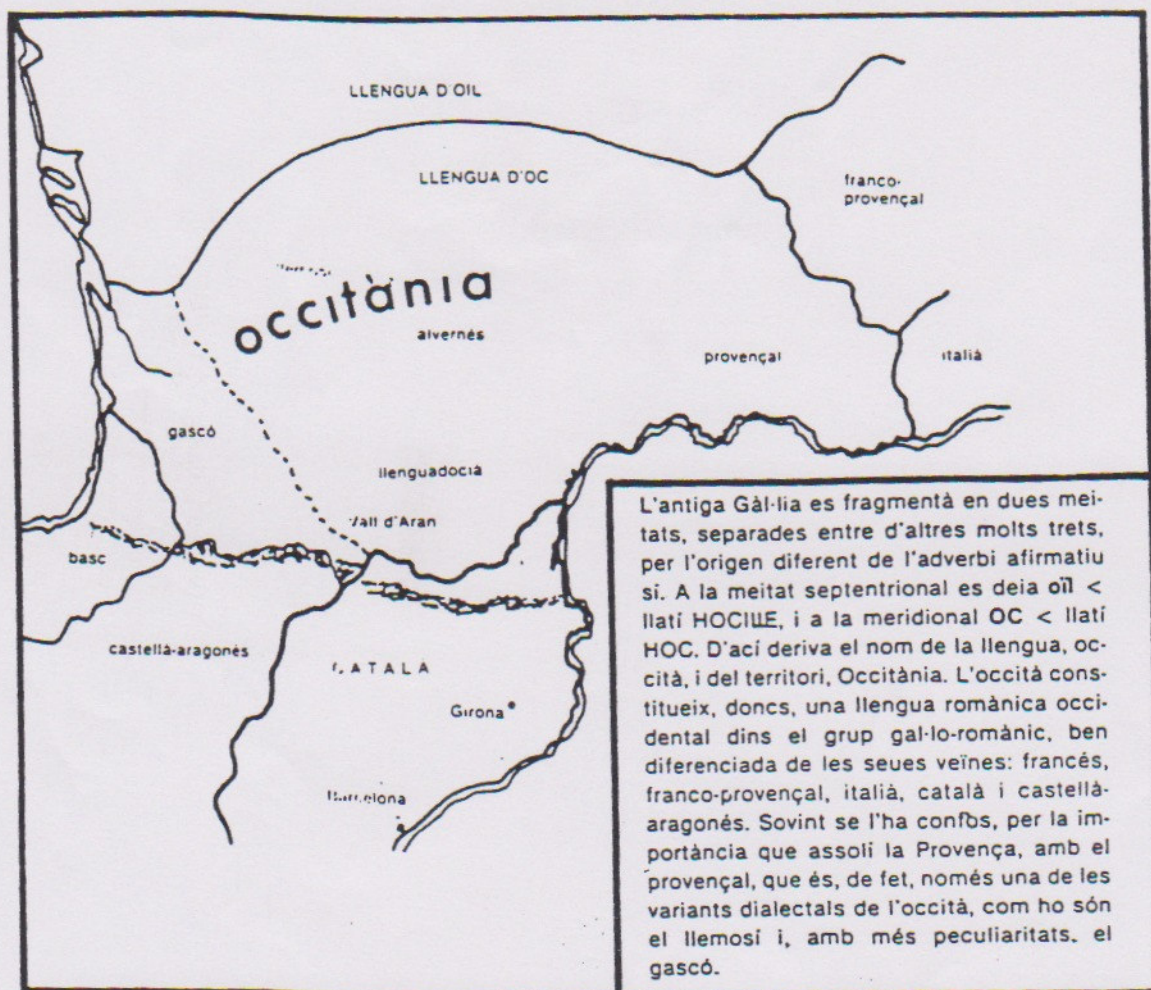 LLENGUA D'OIL
LLENGUA D'OC
franco-
provençal
occitània
alvernés
provençal
italià
gascó
llenguadocià
Vall d'Aran
basc
castellà-aragonés
CATALÀ
Girona
Barcelona
L'antiga Gàl·lia es fragmentà en dues mei-
tats, separades entre d'altres molts trets,
per l'origen diferent de l'adverbi afirmatiu
sí. A la meitat septentrional es deia oïl <
llatí HOCILLE, i a la meridional OC < llatí
HOC. D'ací deriva el nom de la llengua, oc-
cità, i del territori, Occitània. L'occità cons-
titueix, doncs, una llengua romànica occi-
dental dins el grup gal·lo-romànic, ben
diferenciada de les seues veïnes: francés,
franco-provençal, italià, català i castellà-
aragonés. Sovint se l'ha confós, per la im-
portància que assolí la Provença, amb el
provençal, que és, de fet, només una de les
variants dialectals de l'occità, com ho són
el llemosí i, amb més peculiaritats. el
gascó.